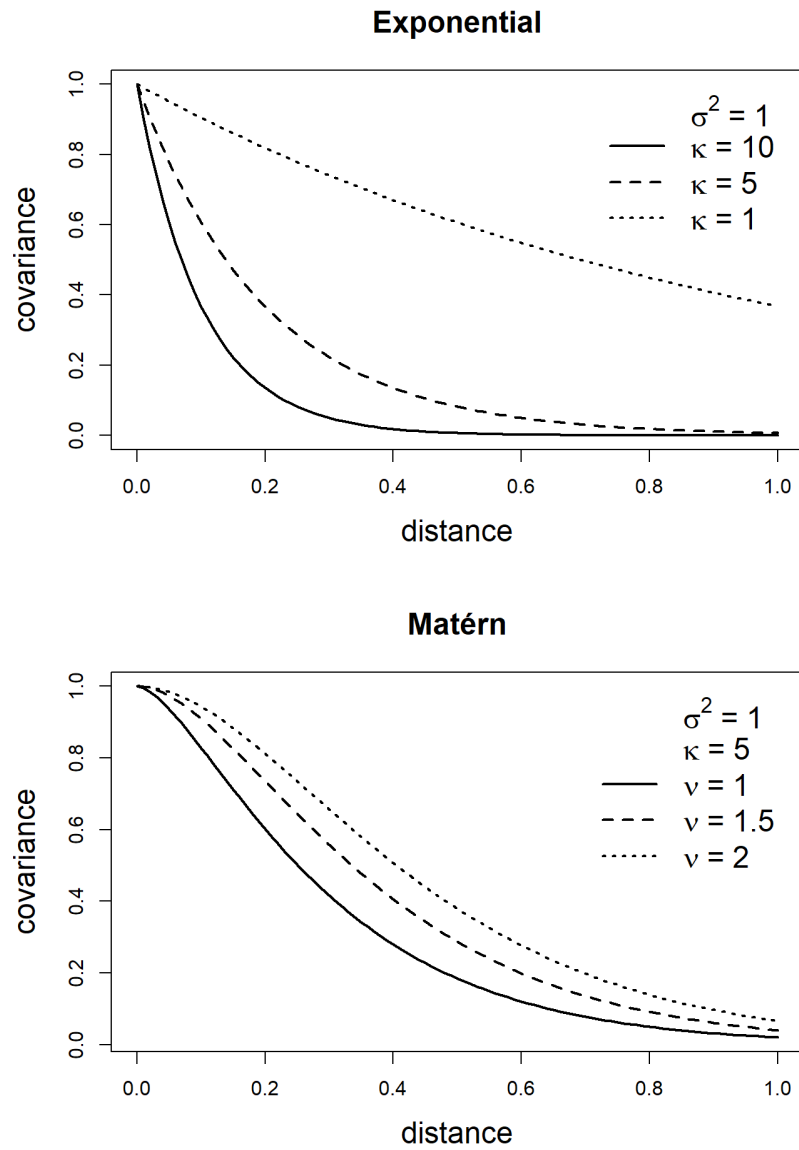 Exponential
covariance
1.0
0.8
0.6
0.4
0.2
0.0
σ² = 1
κ = 10
κ = 5
κ = 1
0.0 0.2 0.4 0.6 0.8 1.0
distance
Matérn
covariance
1.0
0.8
0.6
0.4
0.2
0.0
σ² = 1
κ = 5
ν = 1
ν = 1.5
ν = 2
0.0 0.2 0.4 0.6 0.8 1.0
distance